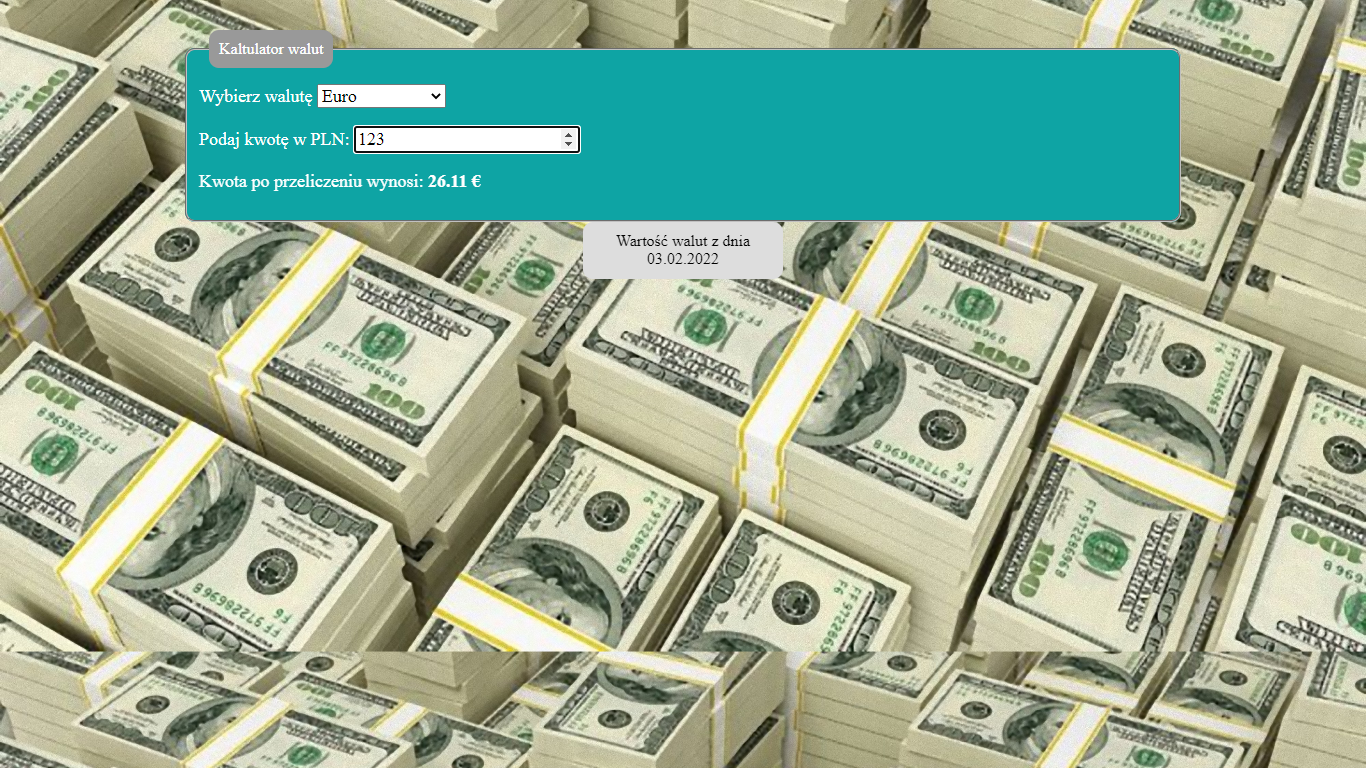 Kaltulator walut
Wybierz walutę Euro
Podaj kwotę w PLN: 123
Kwota po przeliczeniu wynosi: 26.11 €
Wartość walut z dnia
03.02.2022